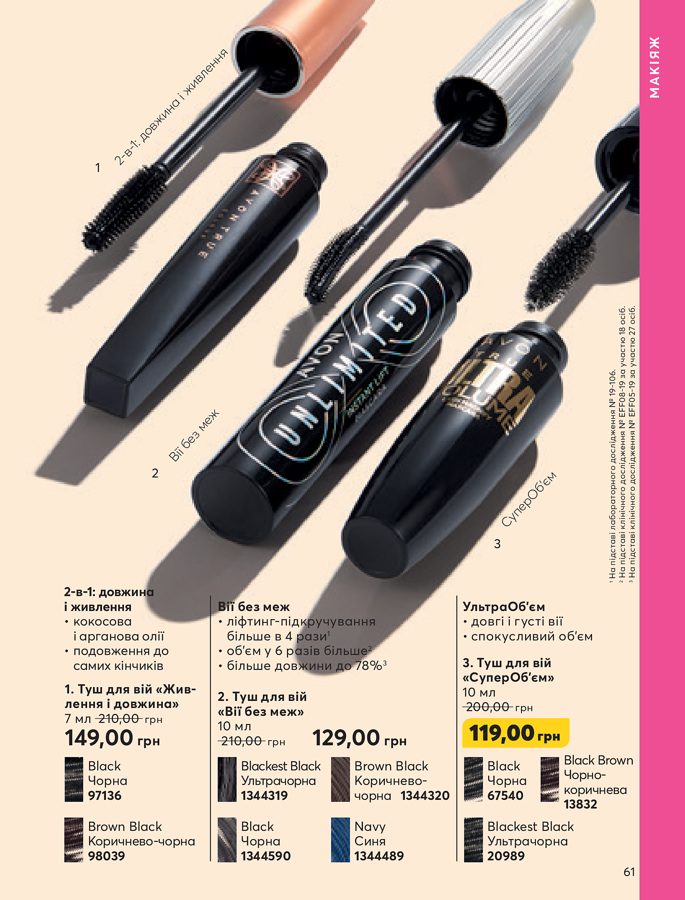 МАКІЯЖ
1
2-в-1: довжина і живлення
AVON TRUE
AVON
UNLIMITED
INSTANT LIFT
2
Вії без меж
AVON
TRUE
ULTRA
VOLUME
СуперОб'єм
3
¹ На підставі лабораторного дослідження № 19-106.
² На підставі клінічного дослідження № EFF08-19 за участю 18 осіб.
³ На підставі клінічного дослідження № EFF05-19 за участю 27 осіб.
2-в-1: довжина
і живлення
• кокосова
і арганова олії
• подовження до
самих кінчиків
1. Туш для вій «Жив-
лення і довжина»
7 мл 210,00 грн
149,00 грн
Black
Чорна
97136
Brown Black
Коричнево-чорна
98039
Вії без меж
• ліфтинг-підкручування
більше в 4 рази¹
• об'єм у 6 разів більше²
• більше довжини до 78%³
2. Туш для вій
«Вії без меж»
10 мл
210,00 грн
129,00 грн
Blackest Black
Ультрачорна
1344319
Brown Black
Коричнево-
чорна 1344320
Black
Чорна
1344590
Navy
Синя
1344489
УльтраОб'єм
• довгі і густі вії
• спокусливий об'єм
3. Туш для вій
«СуперОб'єм»
10 мл
200,00 грн
119,00 грн
Black
Чорна
67540
Black Brown
Чорно-
коричнева
13832
Blackest Black
Ультрачорна
20989
61